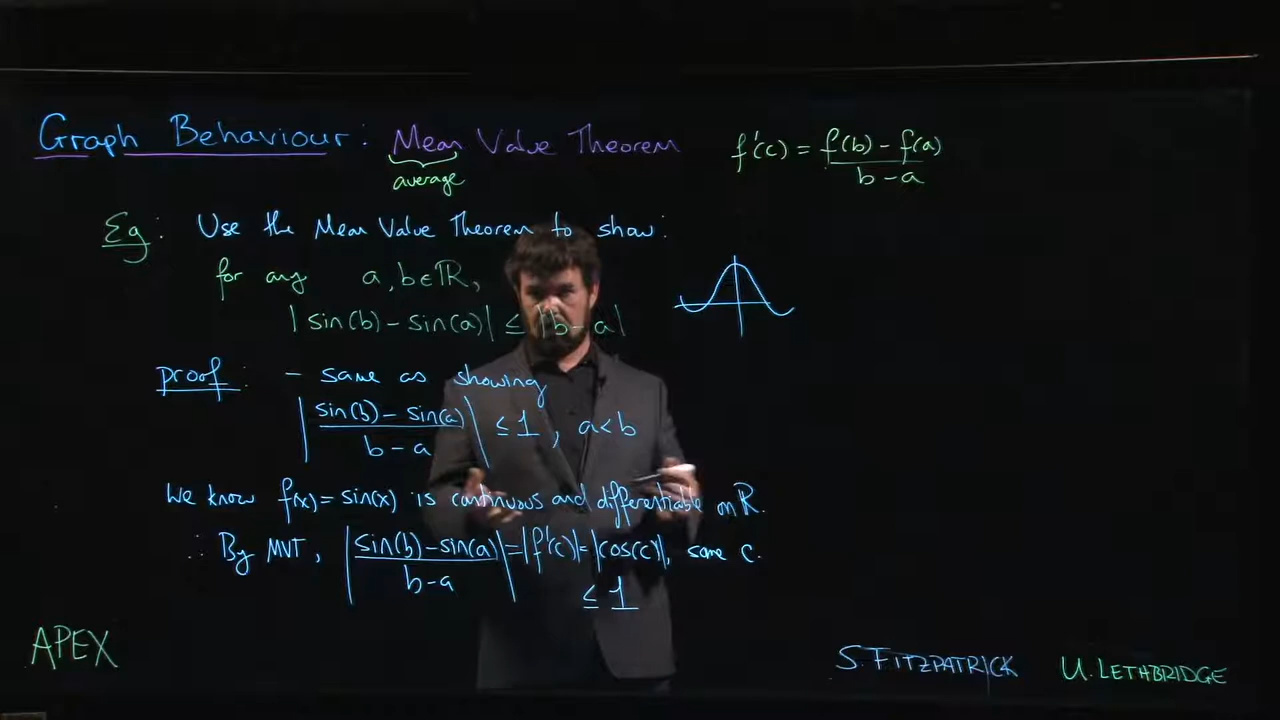 Graph Behaviour: Mean Value Theorem
average
f'(c) = f(b) - f(a) / b - a
Eg: Use the Mean Value Theorem to show:
for any a, b ∈ ℝ,
|sin(b) - sin(a)| ≤ |b - a|
proof: - same as showing
|sin(b) - sin(a) / b - a| ≤ 1, a < b
We know f(x) = sin(x) is continuous and differentiable on ℝ.
∴ By MVT, |sin(b) - sin(a) / b - a| = |f'(c)| = |cos(c)|, some c.
≤ 1
APEX
S. FITZPATRICK
U. LETHBRIDGE